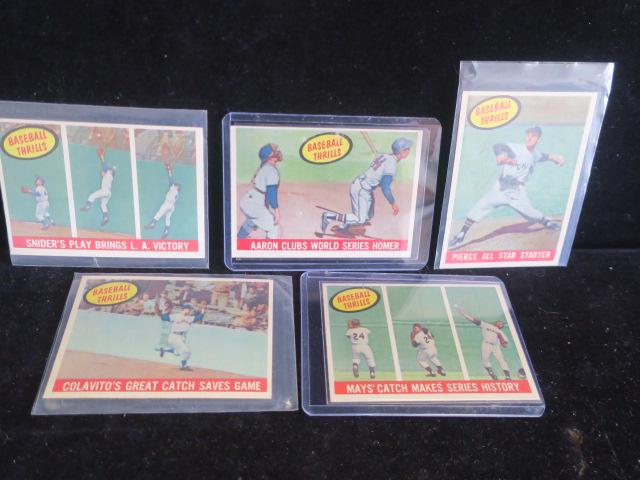 BASEBALL
THRILLS
SNIDER'S PLAY BRINGS L. A. VICTORY
BASEBALL
THRILLS
AARON CLUBS WORLD SERIES HOMER
BASEBALL
THRILLS
PIERCE ALL STAR STARTER
BASEBALL
THRILLS
COLAVITO'S GREAT CATCH SAVES GAME
BASEBALL
THRILLS
24
24
MAYS' CATCH MAKES SERIES HISTORY